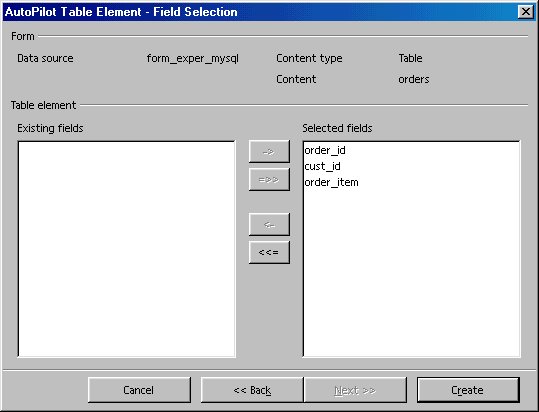 AutoPilot Table Element - Field Selection
Form
Data source form_exper_mysql Content type Table
Content orders
Table element
Existing fields Selected fields
->
=>>
<-
<<=
order_id
cust_id
order_item
Cancel << Back Next >> Create